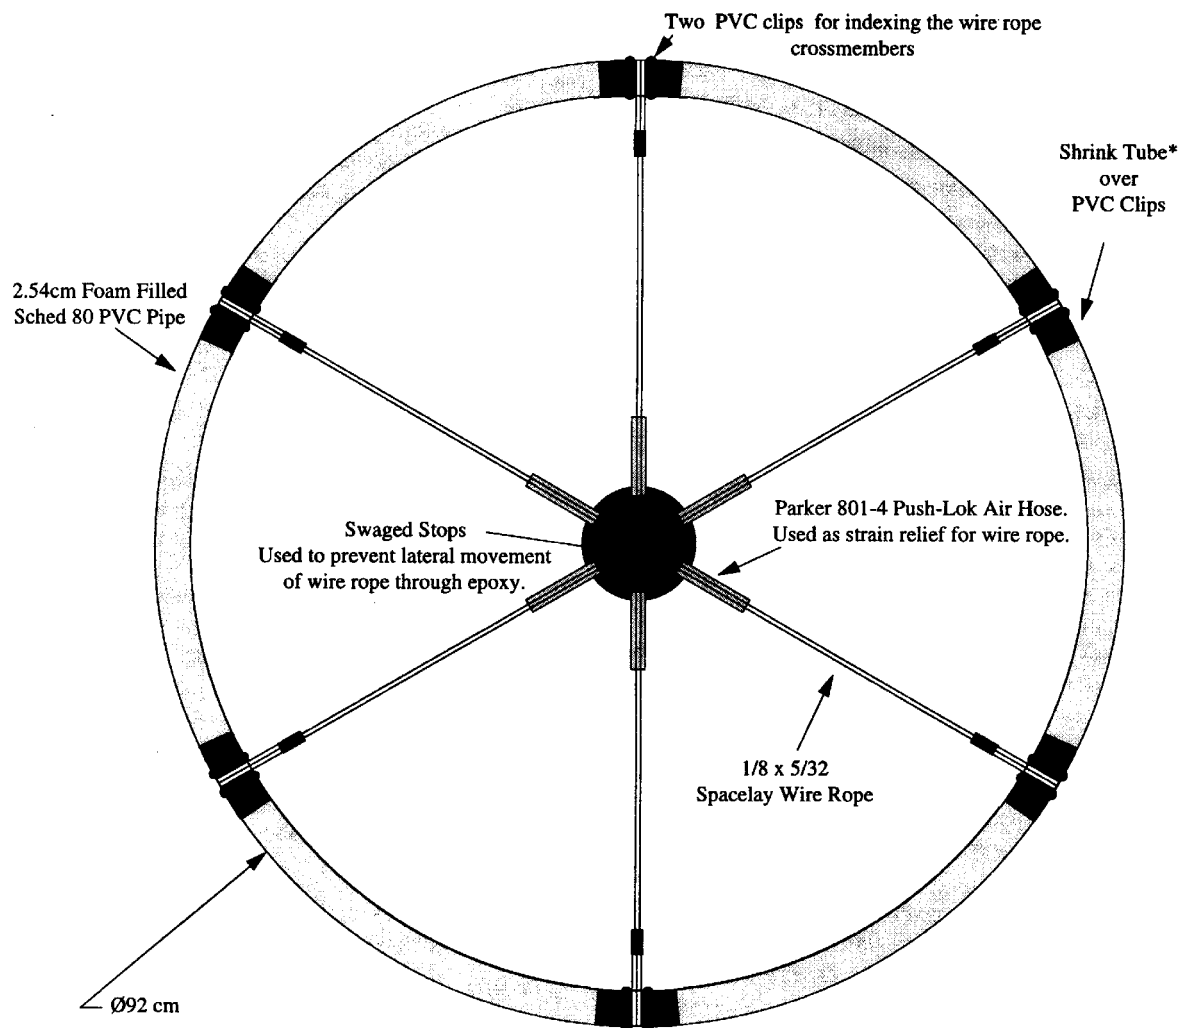 Two PVC clips for indexing the wire rope
crossmembers
Shrink Tube*
over
PVC Clips
2.54cm Foam Filled
Sched 80 PVC Pipe
Swaged Stops
Used to prevent lateral movement
of wire rope through epoxy.
Parker 801-4 Push-Lok Air Hose.
Used as strain relief for wire rope.
1/8 x 5/32
Spacelay Wire Rope
Ø92 cm